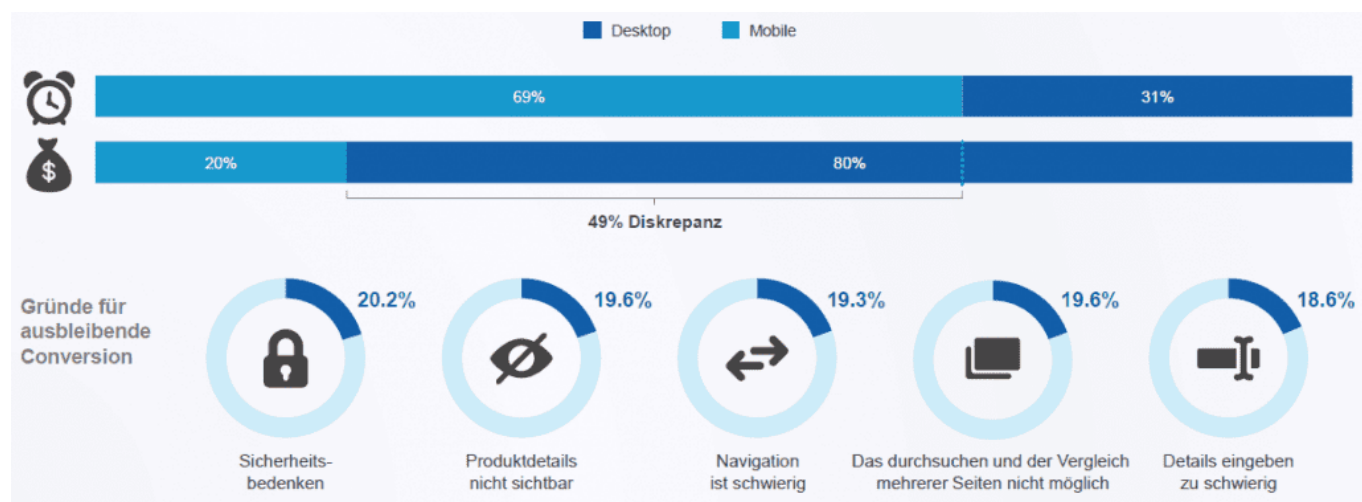 Desktop
Mobile
69%
31%
$
20%
80%
49% Diskrepanz
Gründe für
ausbleibende
Conversion
20.2%
19.6%
19.3%
19.6%
18.6%
Sicherheits-
bedenken
Produktdetails
nicht sichtbar
Navigation
ist schwierig
Das durchsuchen und der Vergleich
mehrerer Seiten nicht möglich
Details eingeben
zu schwierig